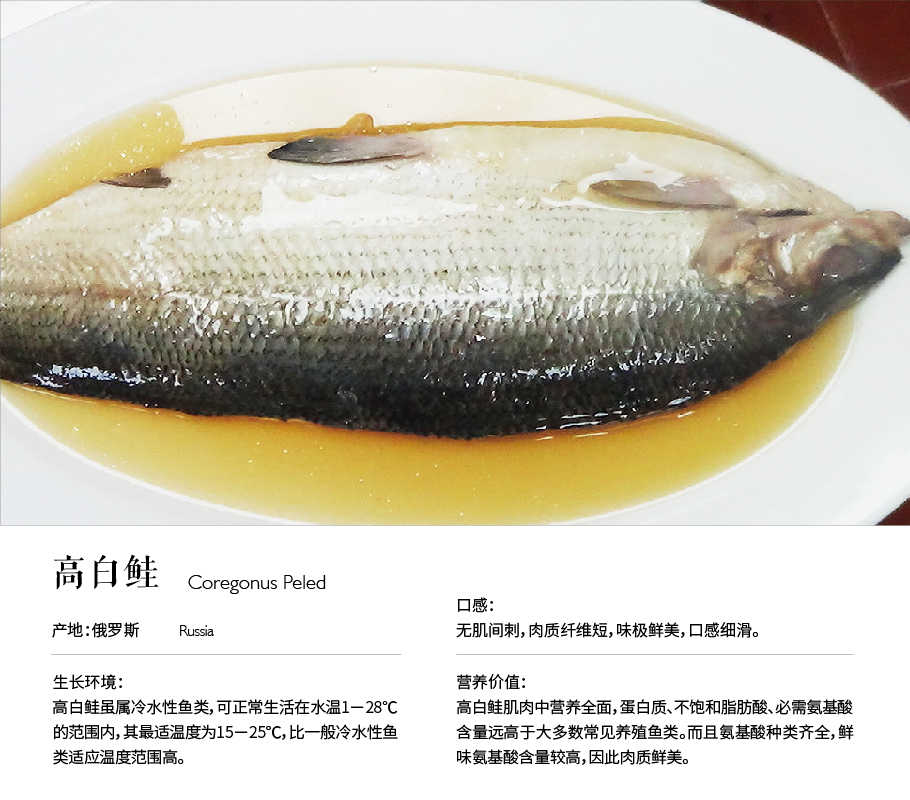 高白鲑 Coregonus Peled
产地:俄罗斯 Russia
生长环境:
高白鲑虽属冷水性鱼类,可正常生活在水温1—28℃
的范围内,其最适温度为15—25℃,比一般冷水性鱼
类适应温度范围高。
口感:
无肌间刺,肉质纤维短,味极鲜美,口感细滑。
营养价值:
高白鲑肌肉中营养全面,蛋白质、不饱和脂肪酸、必需氨基酸
含量远高于大多数常见养殖鱼类。而且氨基酸种类齐全,鲜
味氨基酸含量较高,因此肉质鲜美。